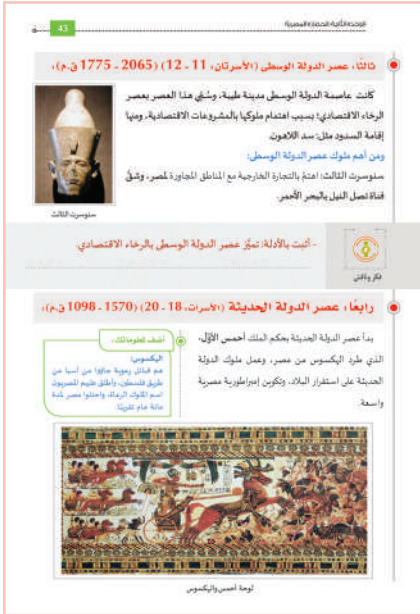 الوحدة الثانية: الحضارة المصرية
43
ثالثًا: عصر الدولة الوسطى (الأسرتان: 11 - 12) (2065 - 1775 ق.م):
كانت عاصمة الدولة الوسطى مدينة طيبة، وسُمِّي هذا العصر بعصر
الرخاء الاقتصادي؛ بسبب اهتمام ملوكها بالمشروعات الاقتصادية، ومنها
إقامة السدود مثل: سد اللاهون.
ومن أهم ملوك عصر الدولة الوسطى:
سنوسرت الثالث: اهتمّ بالتجارة الخارجية مع المناطق المجاورة لمصر، وشقّ
قناة تصل النيل بالبحر الأحمر.
سنوسرت الثالث
- أثبت بالأدلة: تميَّز عصر الدولة الوسطى بالرخاء الاقتصادي.
فكر وناقش
رابعًا: عصر الدولة الحديثة (الأسرات: 18 - 20) (1570 - 1098 ق.م):
بدأ عصر الدولة الحديثة بحكم الملك أحمس الأوّل،
الذي طرد الهكسوس من مصر، وعمل ملوك الدولة
الحديثة على استقرار البلاد، وتكوين إمبراطورية مصرية
واسعة.
أضف لمعلوماتك:
الهكسوس:
هم قبائل رعوية جاؤوا من آسيا عن
طريق فلسطين، وأطلق عليهم المصريون
اسم الملوك الرعاة، واحتلوا مصر لمدة
مائة عام تقريبًا.
لوحة أحمس والهكسوس